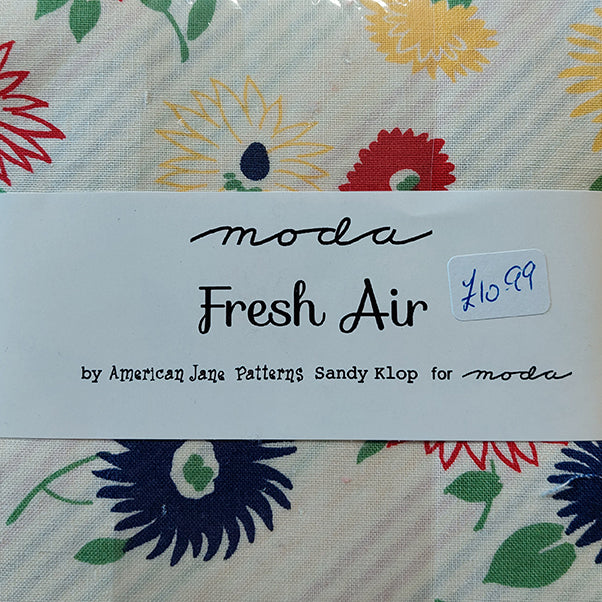 moda
Fresh Air
£10.99
by American Jane Patterns Sandy Klop for moda